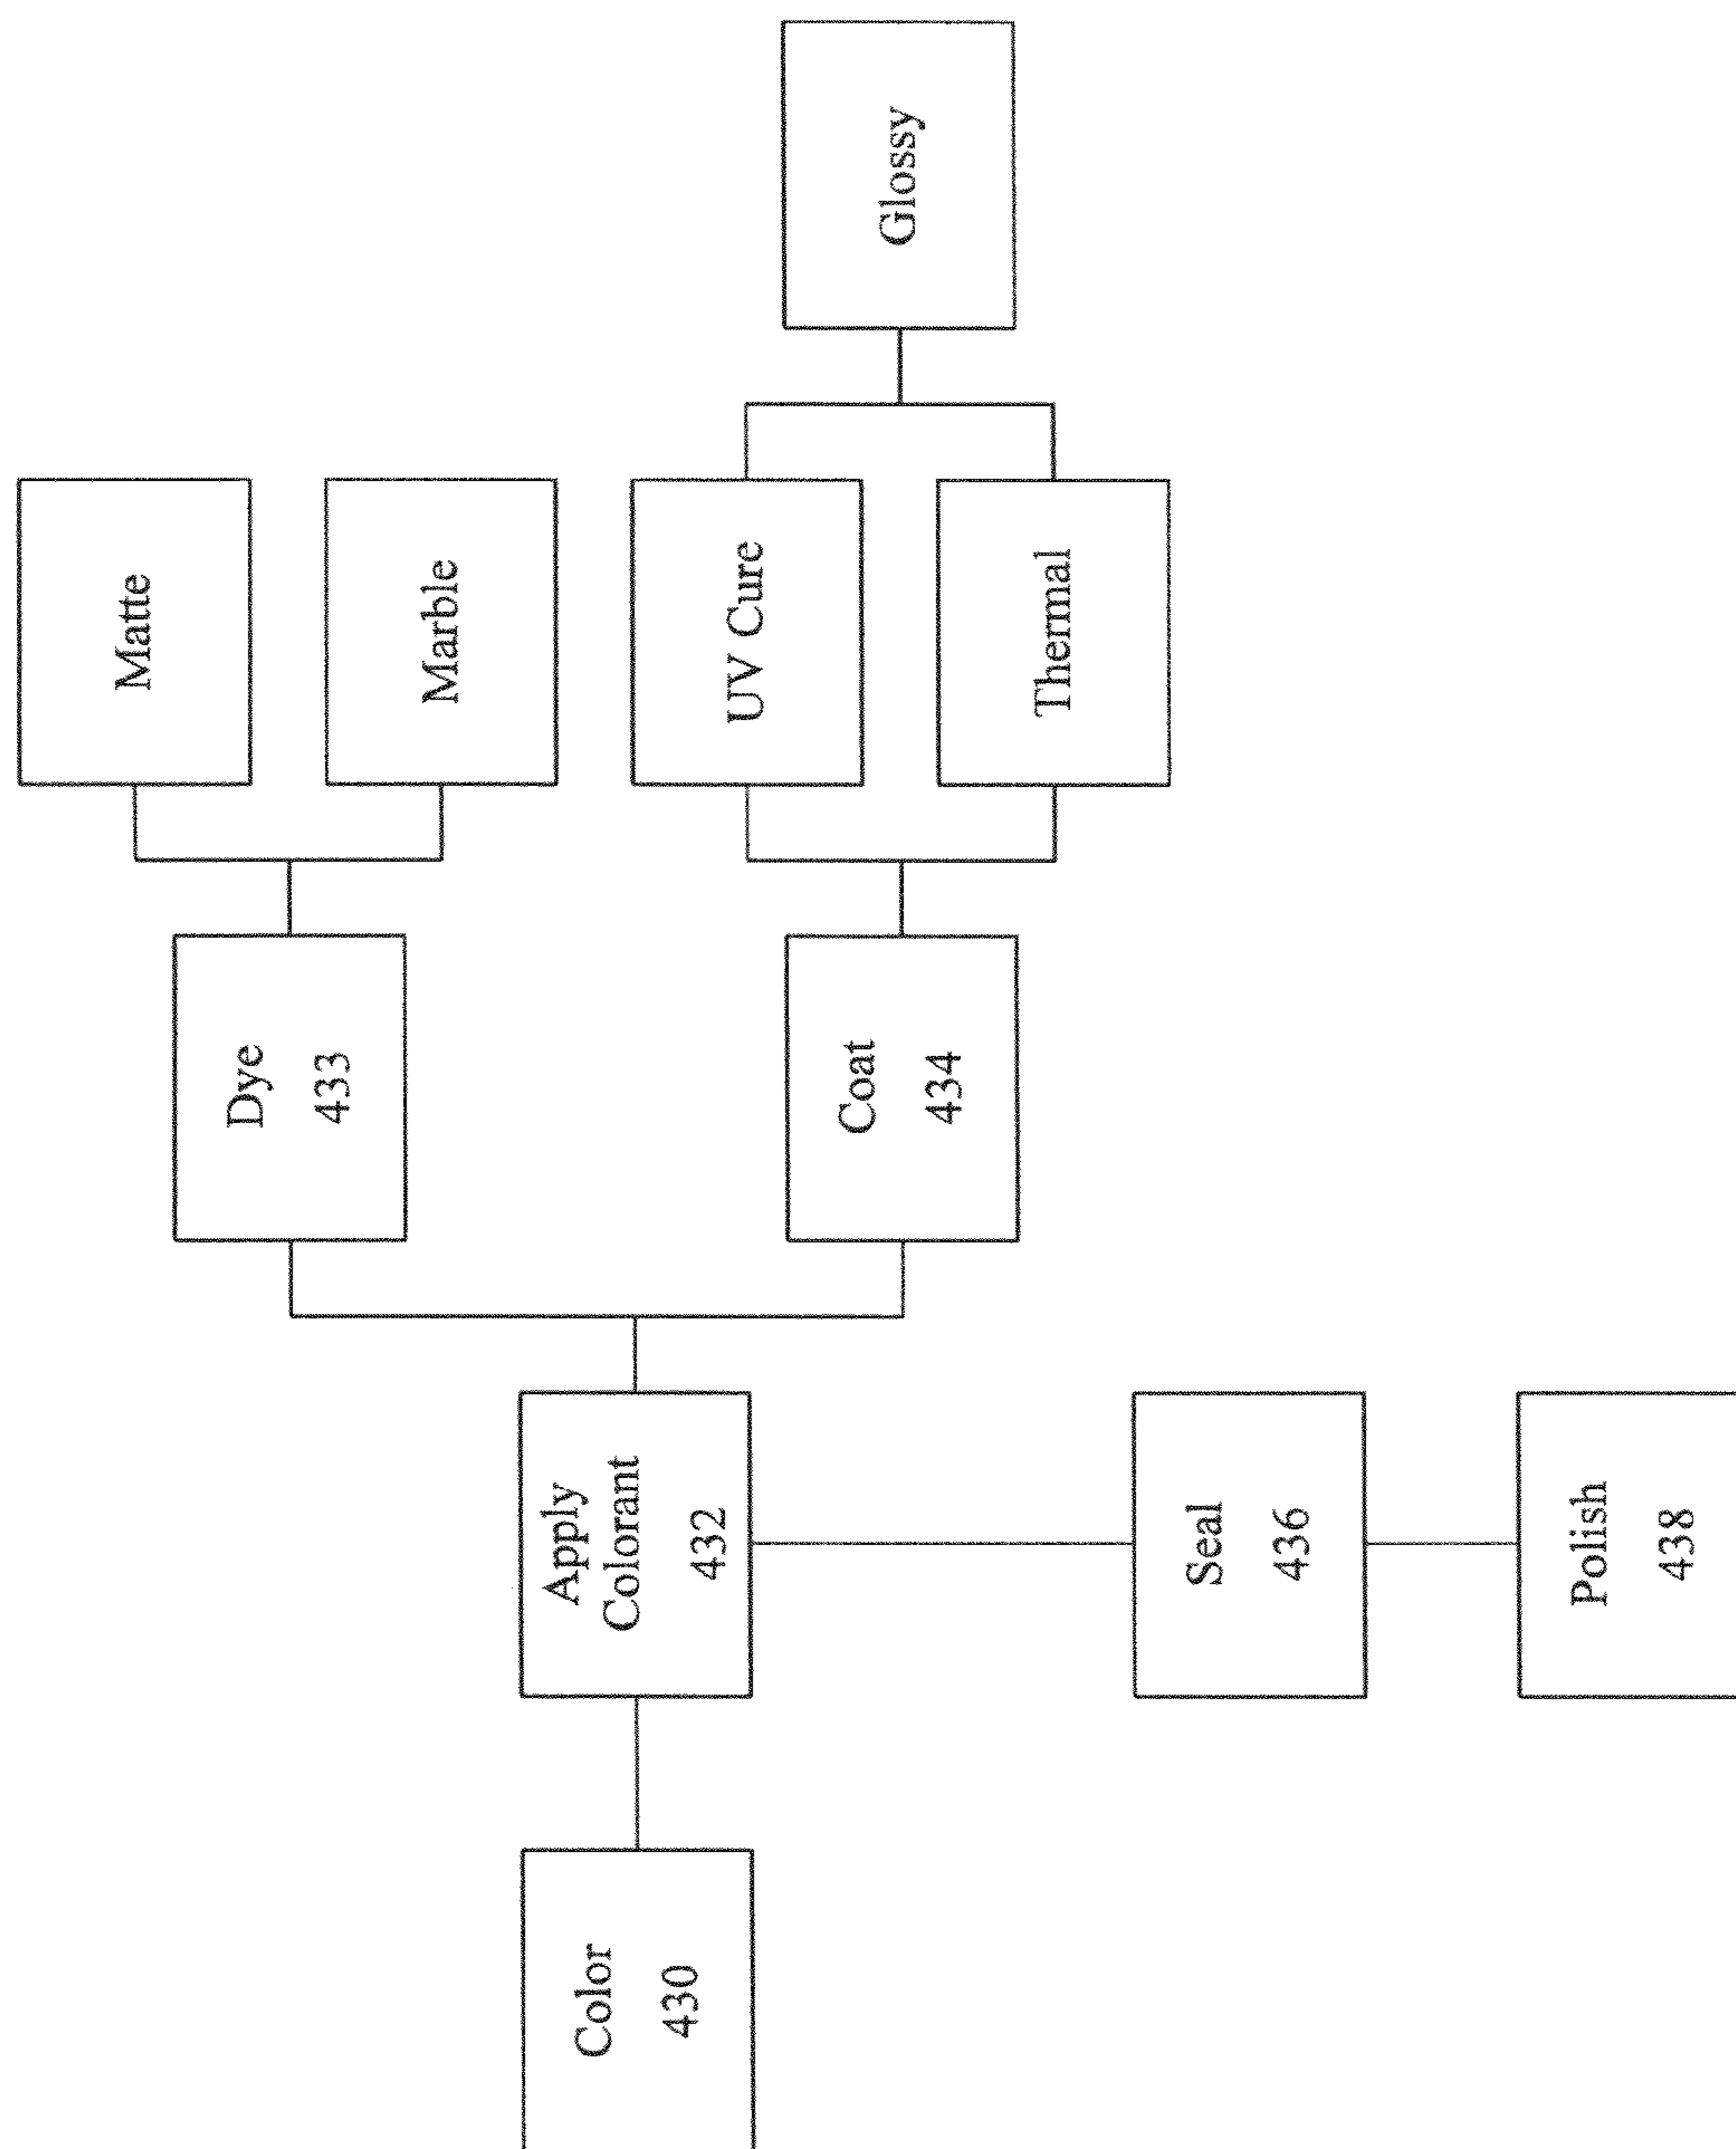 Color
430
Apply
Colorant
432
Dye
433
Matte
Marble
Coat
434
UV Cure
Thermal
Glossy
Seal
436
Polish
438